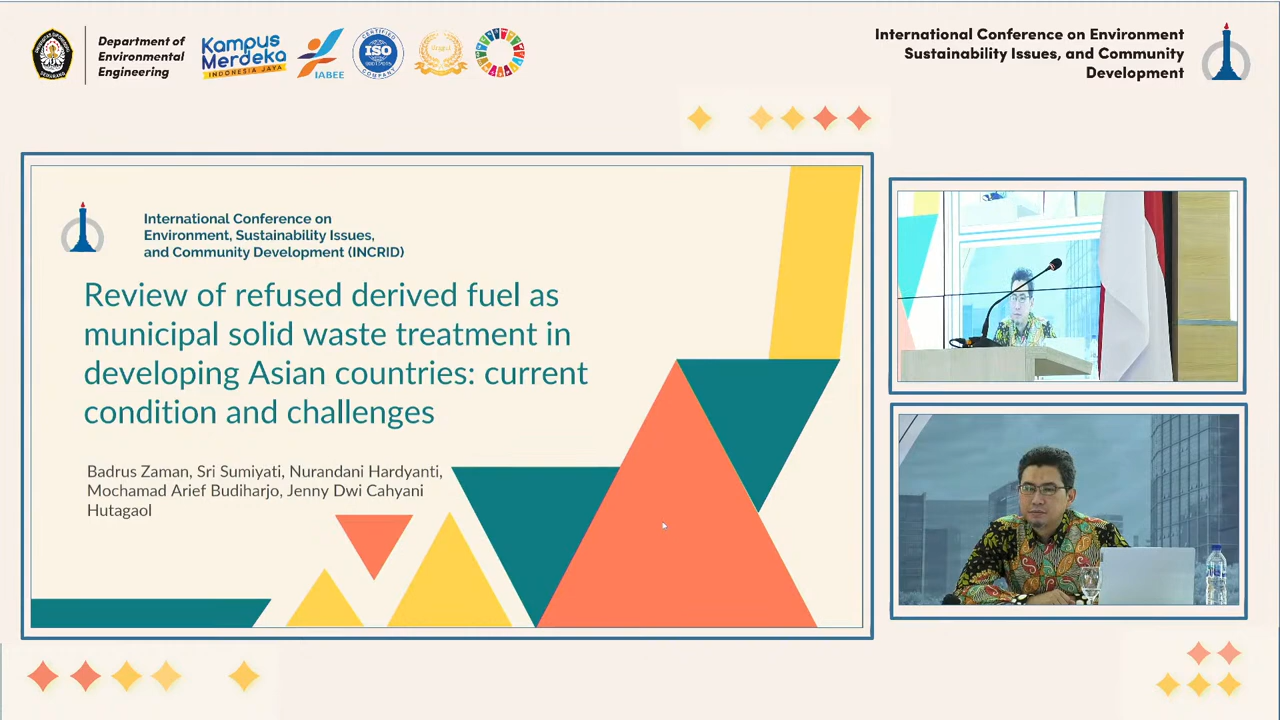 Department of
Environmental
Engineering
Kampus
Merdeka
INDONESIA JAYA
IABEE
CERTIFIED
ISO
COMPANY
International Conference on Environment
Sustainability Issues, and Community
Development
International Conference on
Environment, Sustainability Issues,
and Community Development (INCRID)
Review of refused derived fuel as
municipal solid waste treatment in
developing Asian countries: current
condition and challenges
Badrus Zaman, Sri Sumiyati, Nurandani Hardyanti,
Mochamad Arief Budiharjo, Jenny Dwi Cahyani
Hutagaol